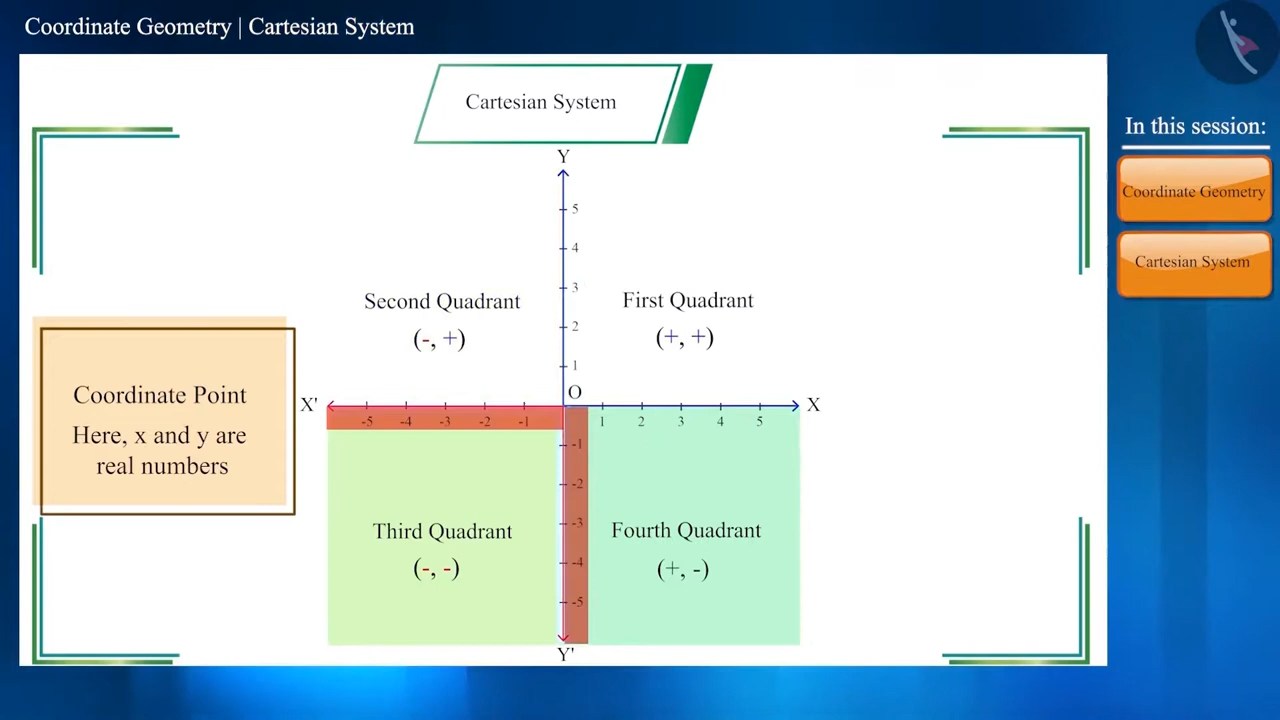 Coordinate Geometry | Cartesian System
In this session:
Coordinate Geometry
Cartesian System
Cartesian System
Y
5
4
3
2
1
Second Quadrant
(-, +)
First Quadrant
(+, +)
Coordinate Point
Here, x and y are
real numbers
X'
O
X
-5 -4 -3 -2 -1 1 2 3 4 5
-1
-2
-3
-4
-5
Third Quadrant
(-, -)
Fourth Quadrant
(+, -)
Y'